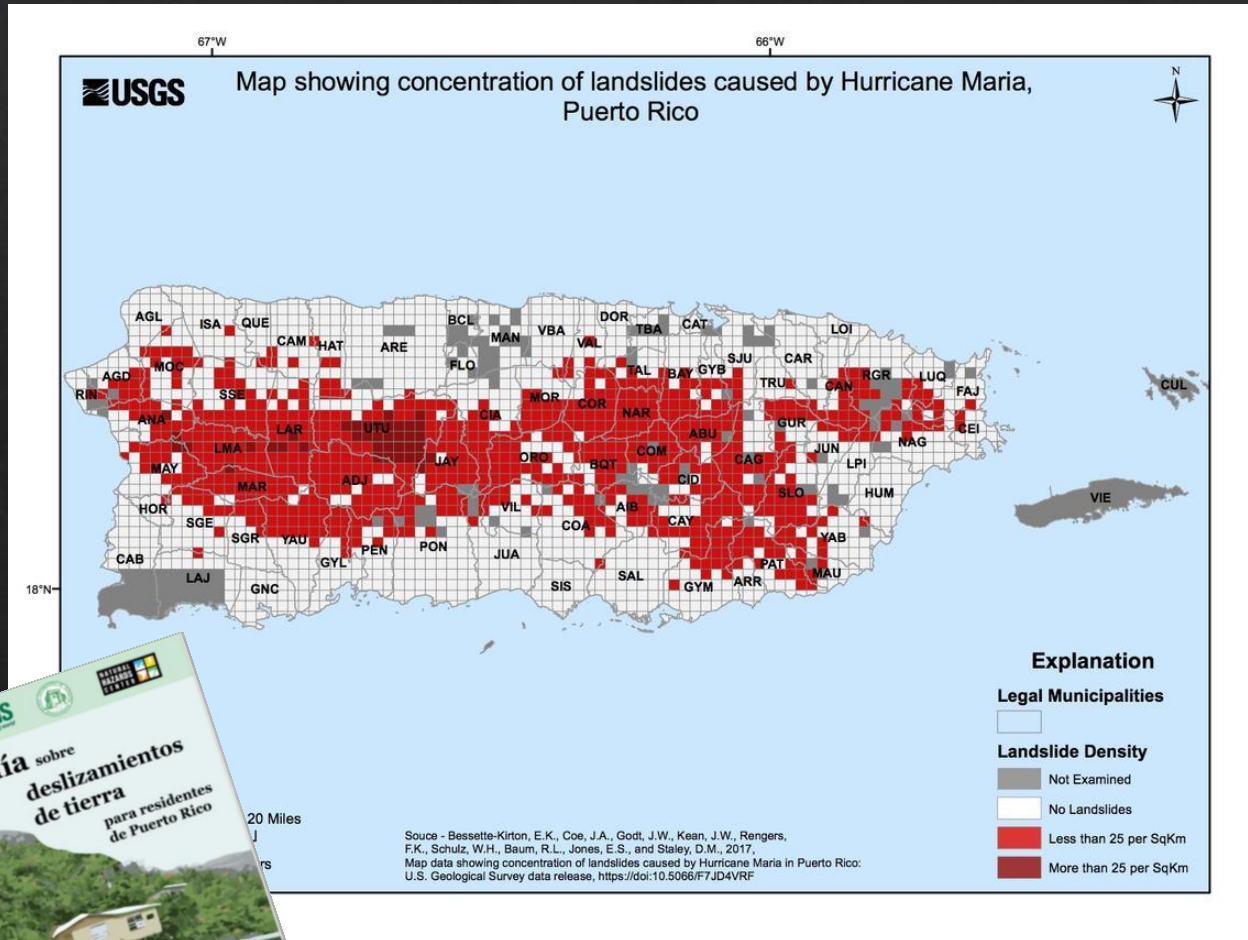 67°W
66°W
USGS
Map showing concentration of landslides caused by Hurricane Maria,
Puerto Rico
N
AGL
ISA
QUE
CAM
HAT
ARE
BCL
MAN
VBA
DOR
TBA
CAT
LOI
VAL
FLO
MOC
AGD
RIN
SSE
TAL
BAY
GYB
SJU
CAR
TRU
CAN
RGR
LUQ
FAJ
CUL
ANA
LAR
UTU
CIA
MOR
COR
NAR
ABU
GUR
CEI
NAG
LMA
MAY
MAR
ADJ
JAY
ORO
BQT
COM
CID
CAG
JUN
LPI
HUM
SLO
VIE
HOR
SGE
SGR
YAU
GYL
PEN
PON
VIL
COA
AIB
CAY
YAB
CAB
LAJ
GNC
JUA
SIS
SAL
GYM
ARR
PAT
MAU
18°N
Explanation
Legal Municipalities
Landslide Density
Not Examined
No Landslides
Less than 25 per SqKm
More than 25 per SqKm
20 Miles
Souce - Bessette-Kirton, E.K., Coe, J.A., Godt, J.W., Kean, J.W., Rengers,
F.K., Schulz, W.H., Baum, R.L., Jones, E.S., and Staley, D.M., 2017,
Map data showing concentration of landslides caused by Hurricane Maria in Puerto Rico:
U.S. Geological Survey data release, https://doi:10.5066/F7JD4VRF
NATURAL
HAZARDS
CENTER
sobre
deslizamientos
de tierra
para residentes
de Puerto Rico